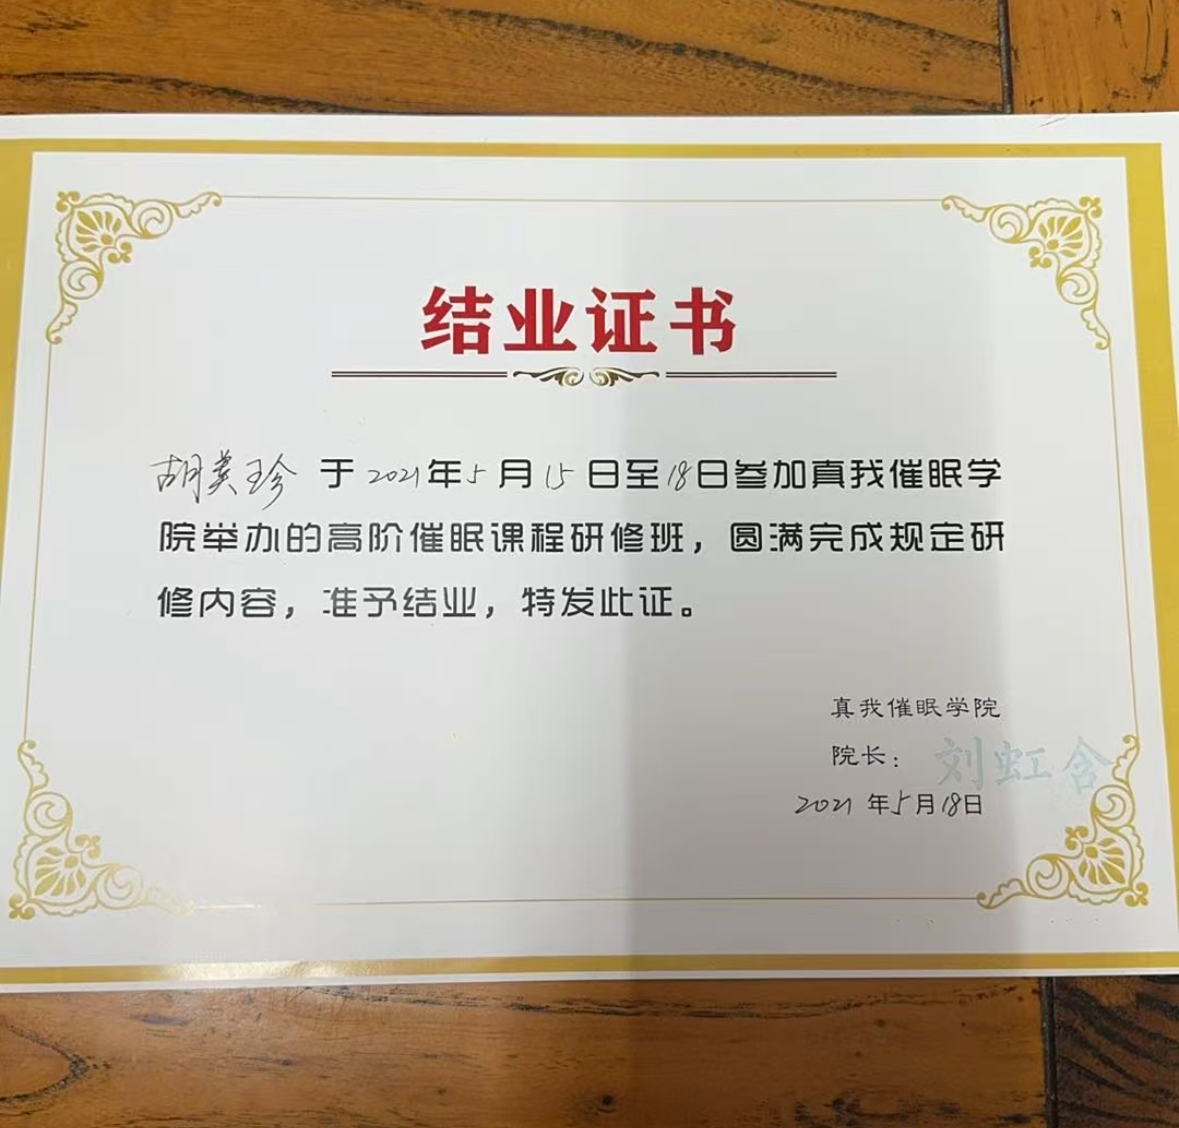 结业证书
胡美珍 于 2021年5月15日至18日参加真我催眠学
院举办的高阶催眠课程研修班，圆满完成规定研
修内容，准予结业，特发此证。
真我催眠学院
院长：刘虹含
2021年5月18日